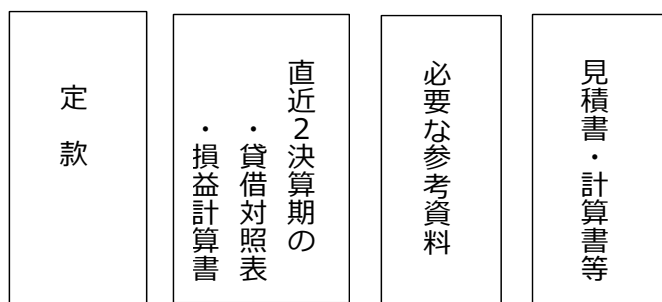 定款
直近２決算期の
・貸借対照表
・損益計算書
必要な参考資料
見積書・計算書等